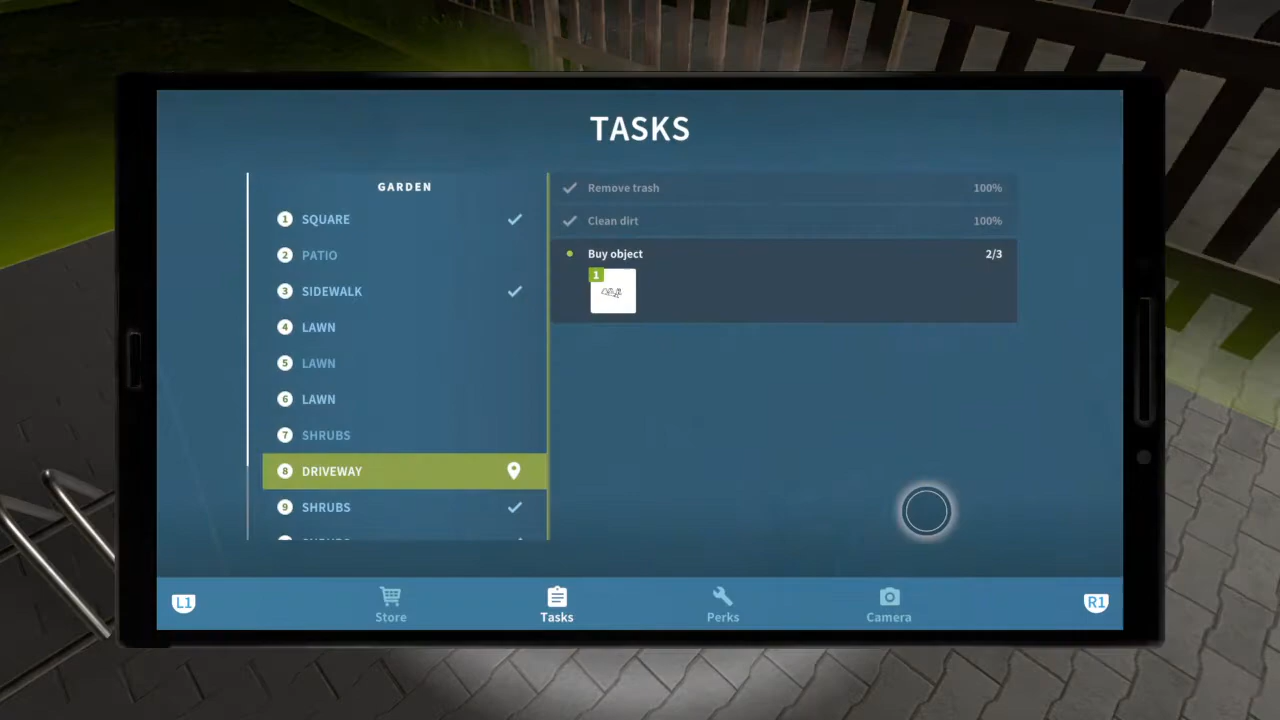 TASKS
GARDEN
1 SQUARE
2 PATIO
3 SIDEWALK
4 LAWN
5 LAWN
6 LAWN
7 SHRUBS
8 DRIVEWAY
9 SHRUBS
Remove trash 100%
Clean dirt 100%
Buy object 2/3
1
L1
Store
Tasks
Perks
Camera
R1